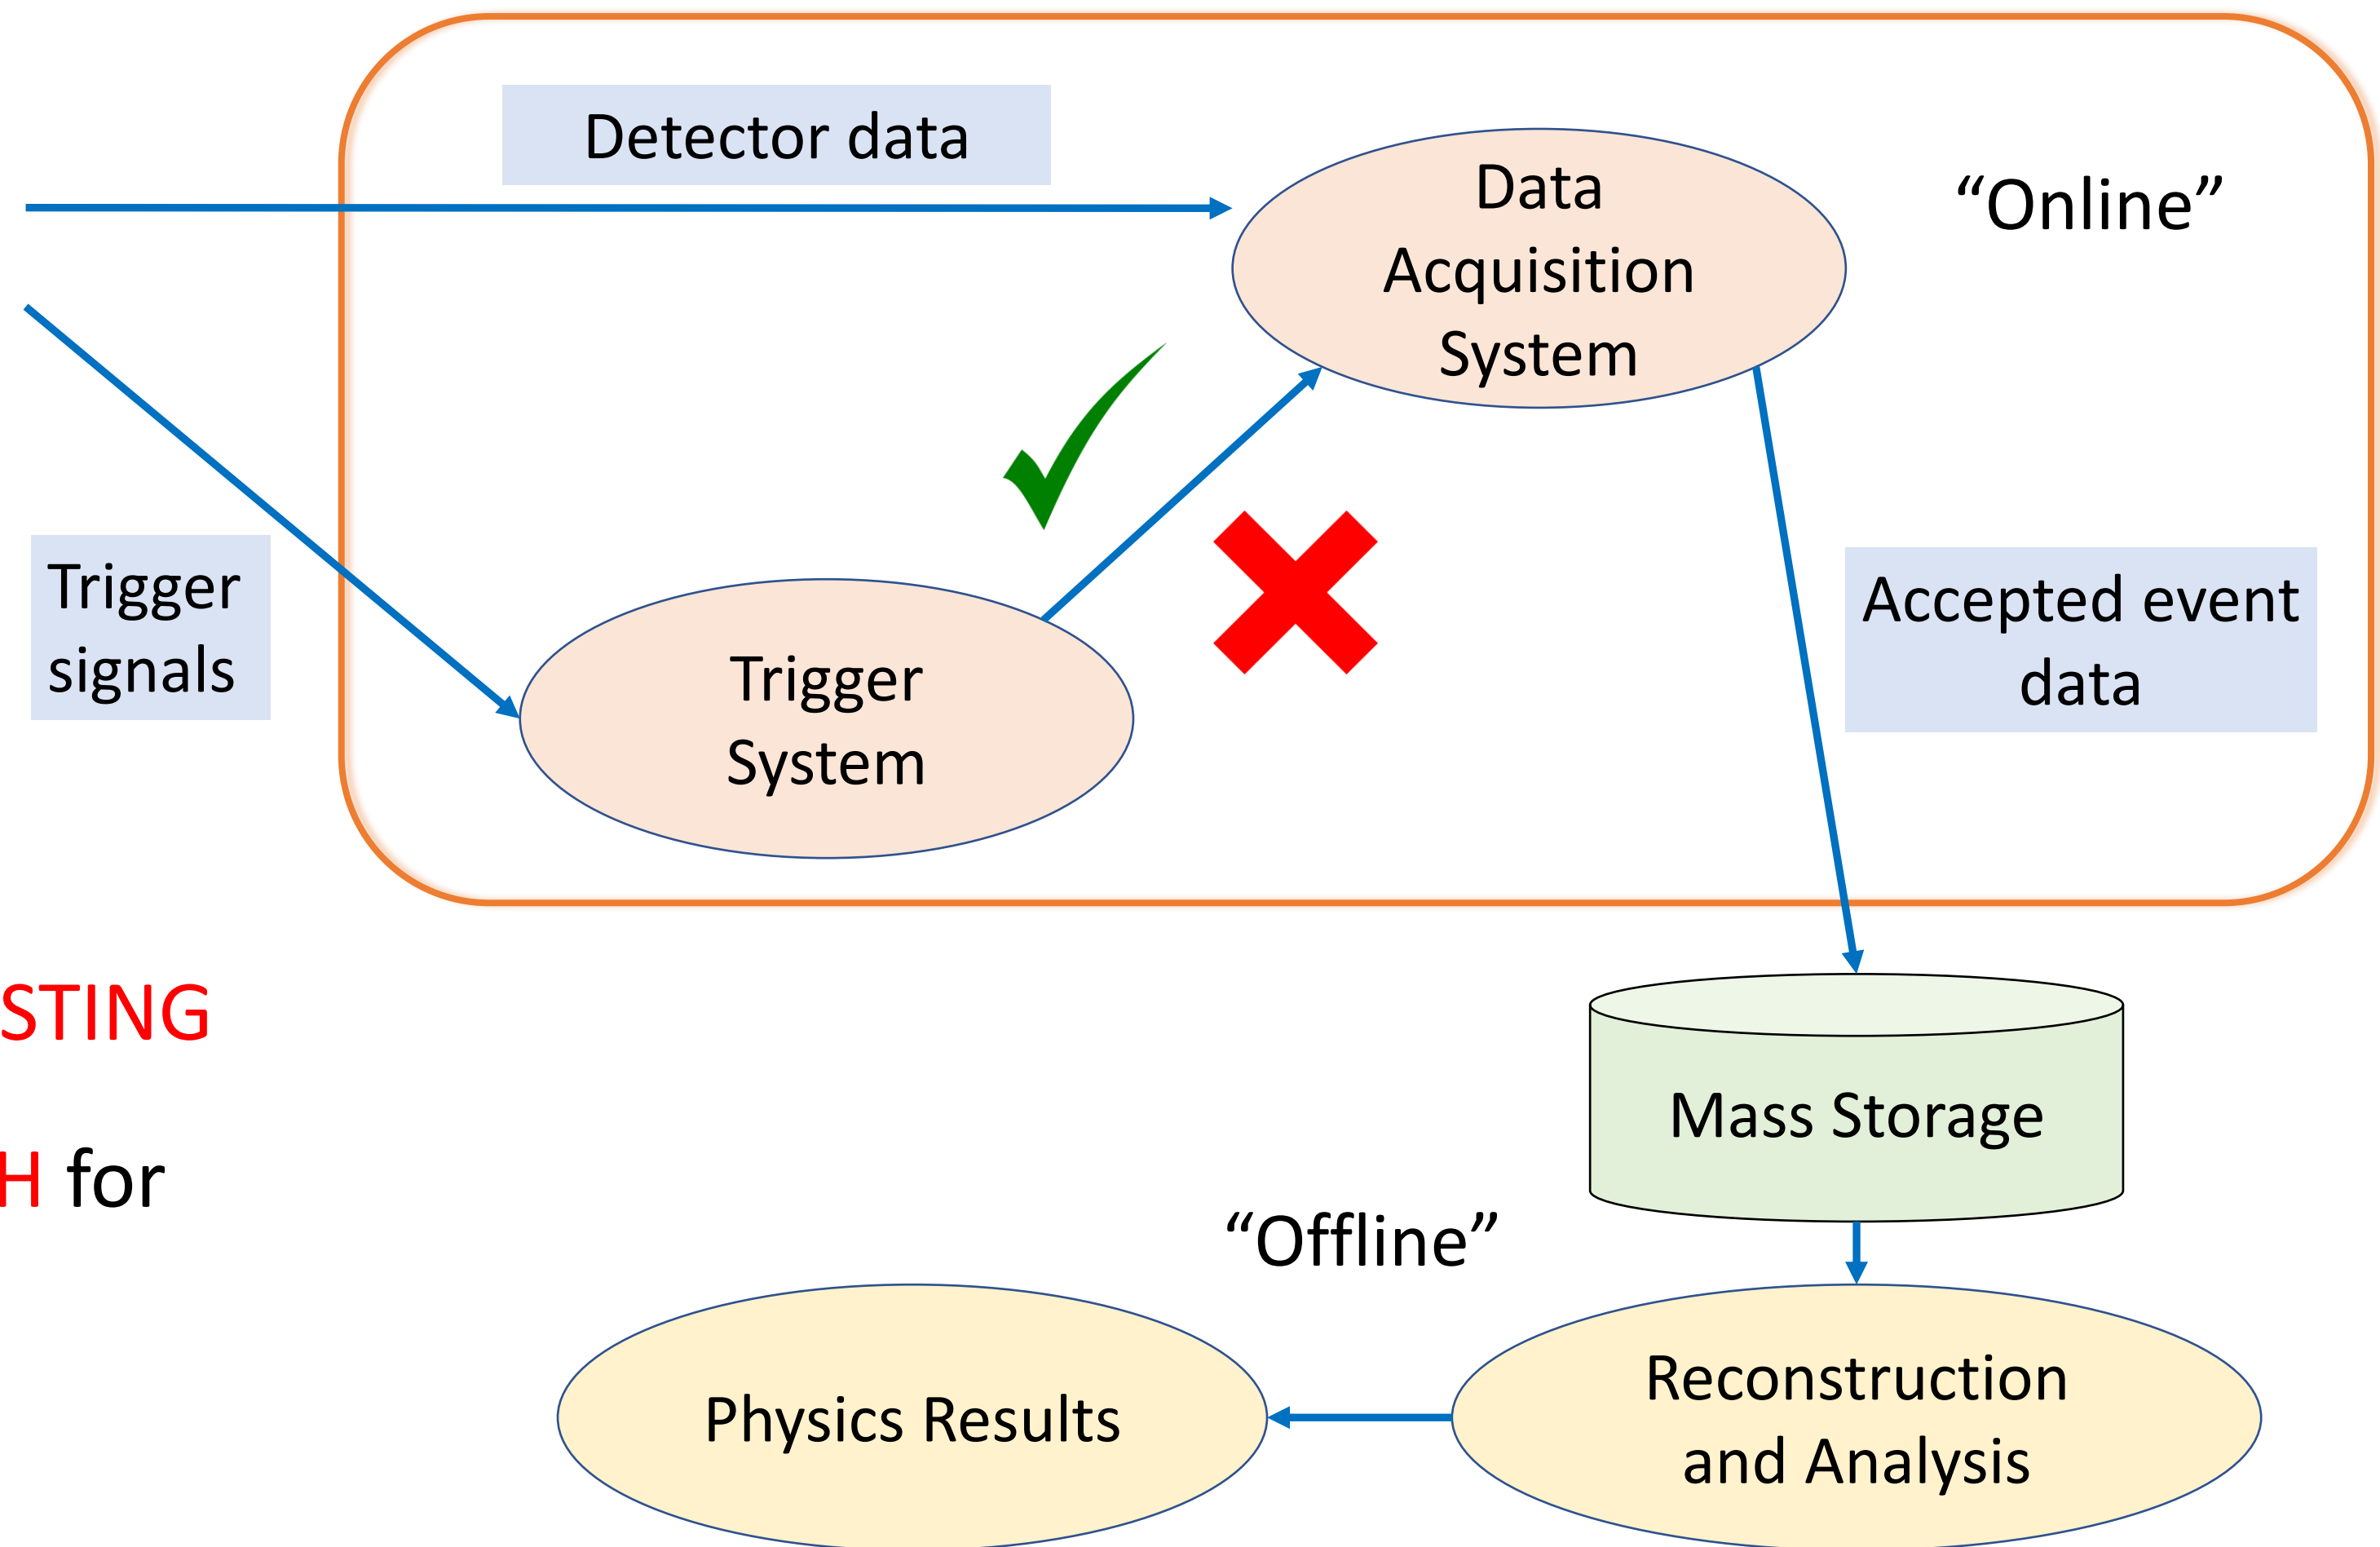 Detector data
Data
Acquisition
System
“Online”
Trigger
signals
Accepted event
data
Trigger
System
STING
H for
Mass Storage
“Offline”
Physics Results
Reconstruction
and Analysis